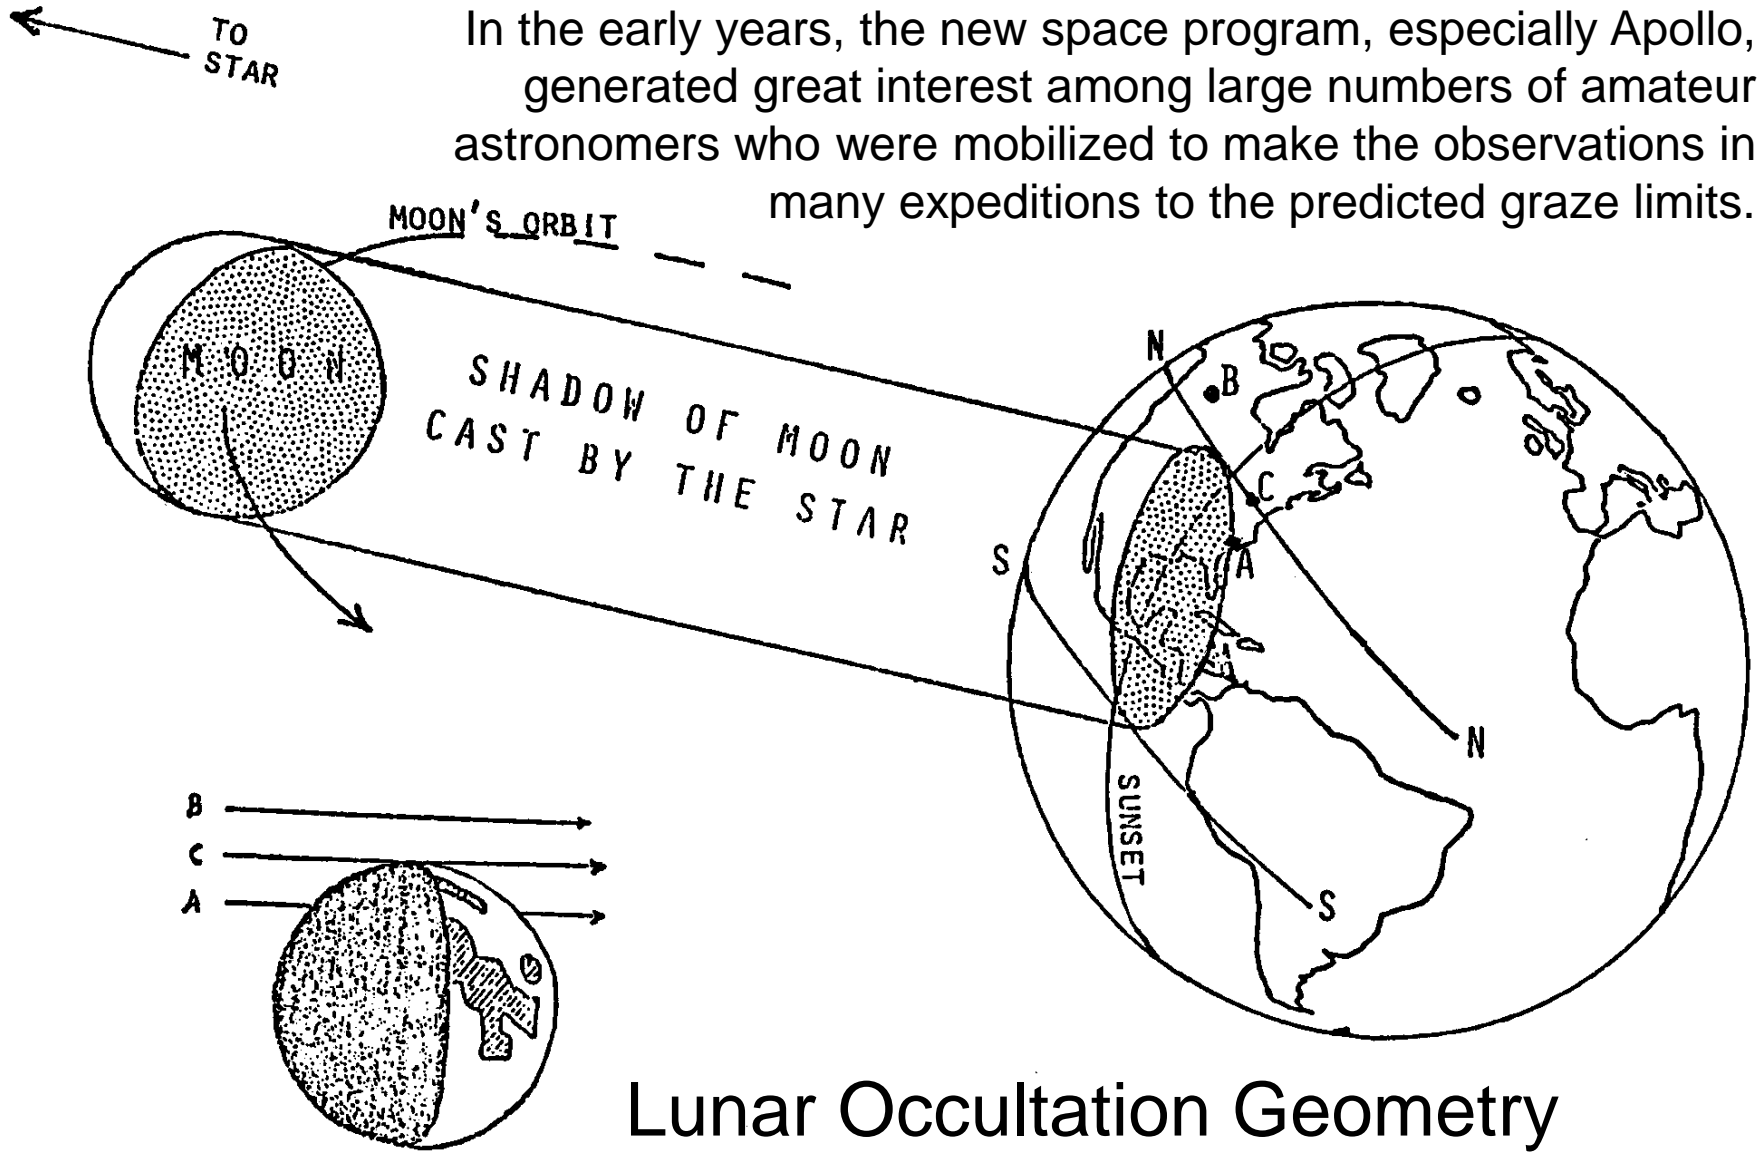 TO
STAR
In the early years, the new space program, especially Apollo,
generated great interest among large numbers of amateur
astronomers who were mobilized to make the observations in
many expeditions to the predicted graze limits.
MOON'S ORBIT
MOON
SHADOW OF MOON
CAST BY THE STAR
N
B
C
A
S
N
SUNSET
S
B
C
A
Lunar Occultation Geometry